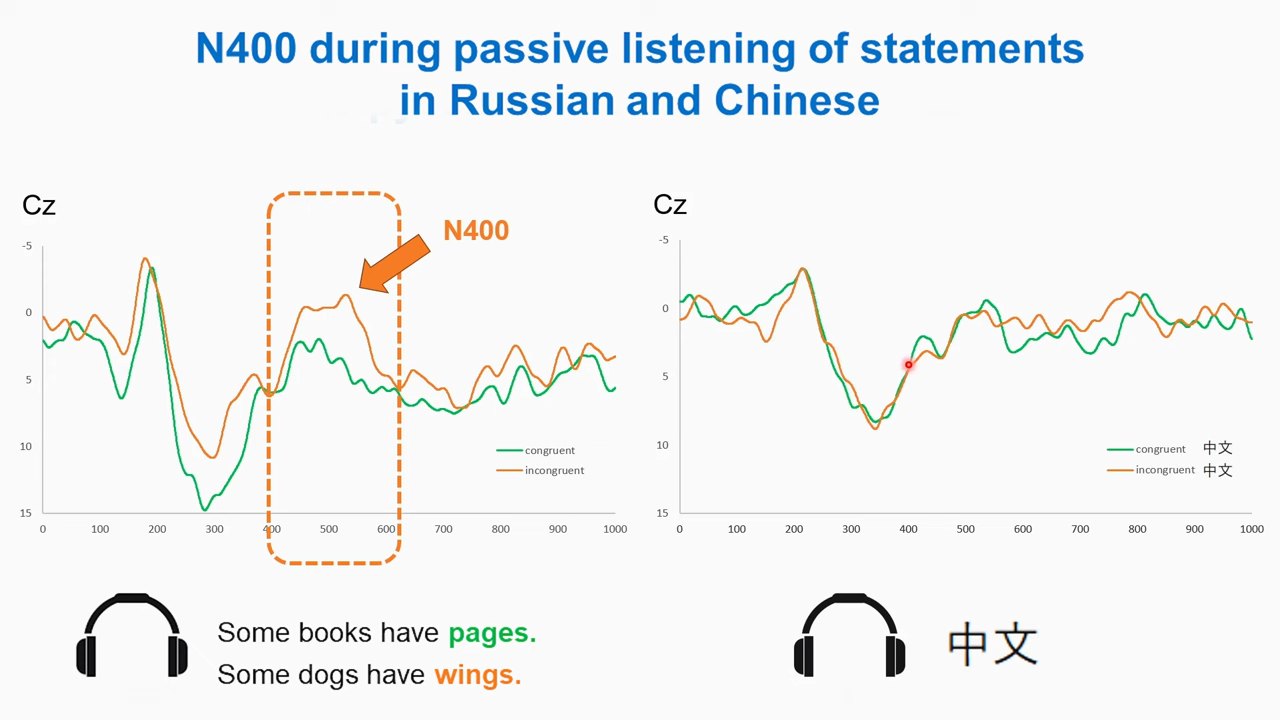 N400 during passive listening of statements
in Russian and Chinese
Cz
N400
-5
0
5
10
15
0 100 200 300 400 500 600 700 800 900 1000
congruent
incongruent
Cz
-5
0
5
10
15
0 100 200 300 400 500 600 700 800 900 1000
congruent 中文
incongruent 中文
Some books have pages.
Some dogs have wings.
中文